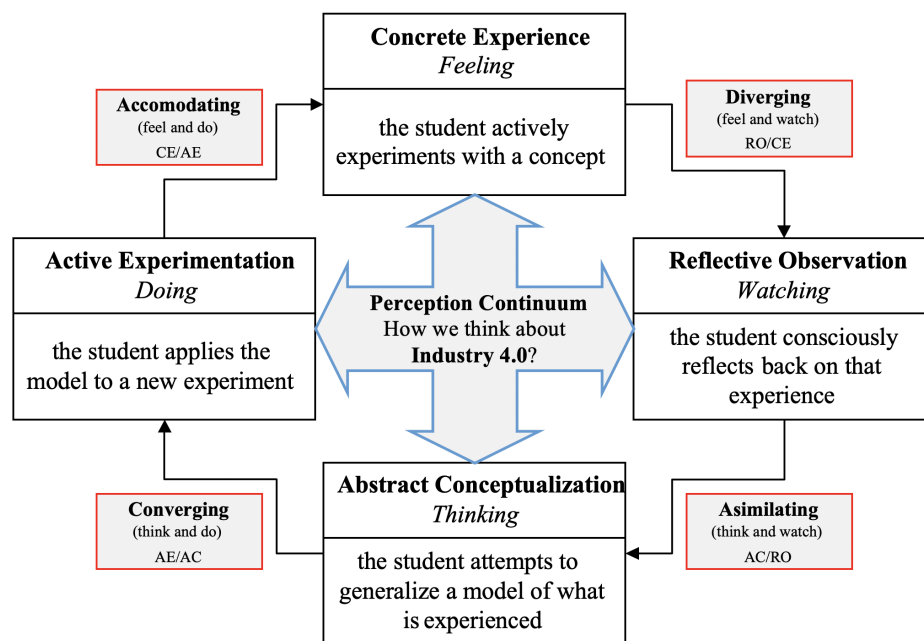 Concrete Experience
Feeling
the student actively
experiments with a concept
Accomodating
(feel and do)
CE/AE
Diverging
(feel and watch)
RO/CE
Active Experimentation
Doing
the student applies the
model to a new experiment
Perception Continuum
How we think about
Industry 4.0?
Reflective Observation
Watching
the student consciously
reflects back on that
experience
Converging
(think and do)
AE/AC
Abstract Conceptualization
Thinking
the student attempts to
generalize a model of what
is experienced
Asimilating
(think and watch)
AC/RO